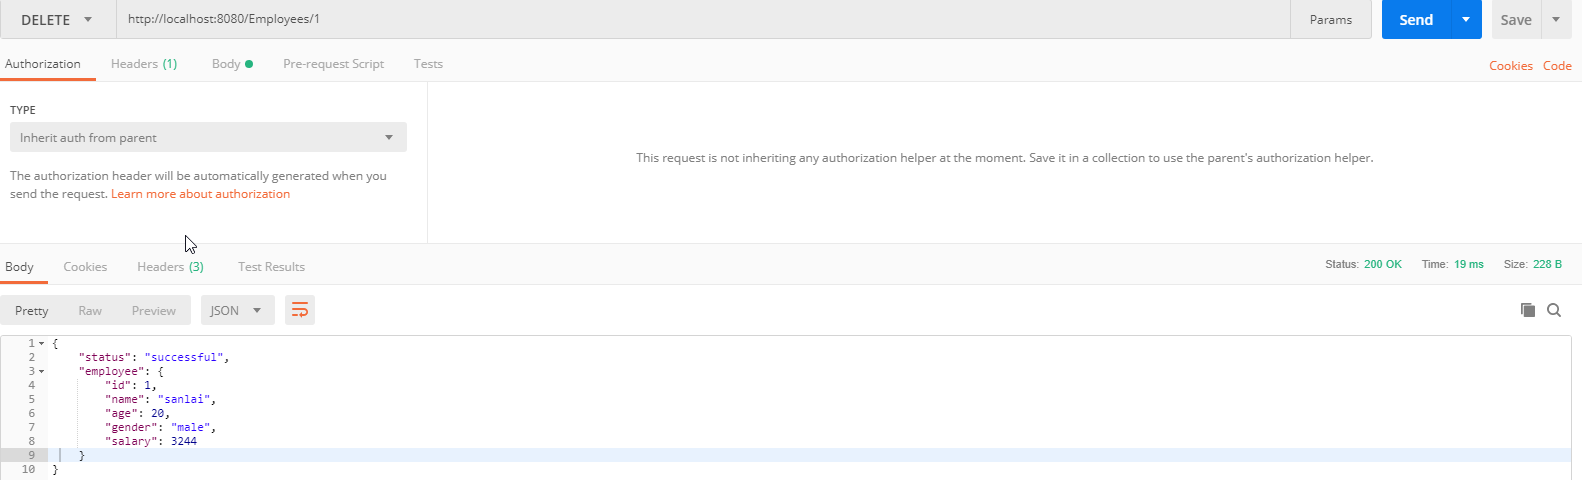 DELETE http://localhost:8080/Employees/1 Params Send Save
Authorization Headers (1) Body Pre-request Script Tests Cookies Code
TYPE
Inherit auth from parent
This request is not inheriting any authorization helper at the moment. Save it in a collection to use the parent's authorization helper.
The authorization header will be automatically generated when you
send the request. Learn more about authorization
Body Cookies Headers (3) Test Results Status: 200 OK Time: 19 ms Size: 228 B
Pretty Raw Preview JSON
1 {
2 "status": "successful",
3 "employee": {
4 "id": 1,
5 "name": "sanlai",
6 "age": 20,
7 "gender": "male",
8 "salary": 3244
9 }
10 }